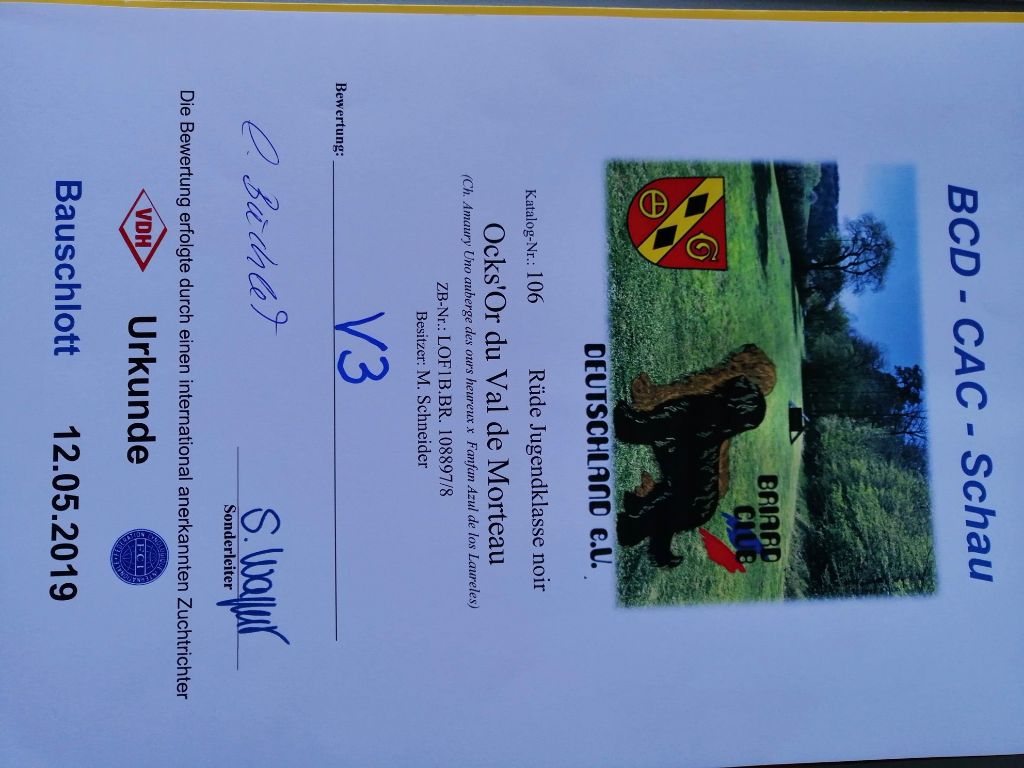 BCD - CAC - Schau
BRIARD
CLUB
DEUTSCHLAND e.V.
Katalog-Nr.: 106 Rüde Jugendklasse noir
Ocks'Or du Val de Morteau
(Ch. Amaury Uno auberge des ours heureux x Fanfan Azul de los Laureles)
ZB-Nr.: LOF1B.BR. 108897/8
Besitzer: M. Schneider
Bewertung: V3
S. Wagner
Sonderleiter
Die Bewertung erfolgte durch einen international anerkannten Zuchtrichter
VDH Urkunde F.C.I.
Bauschlott 12.05.2019